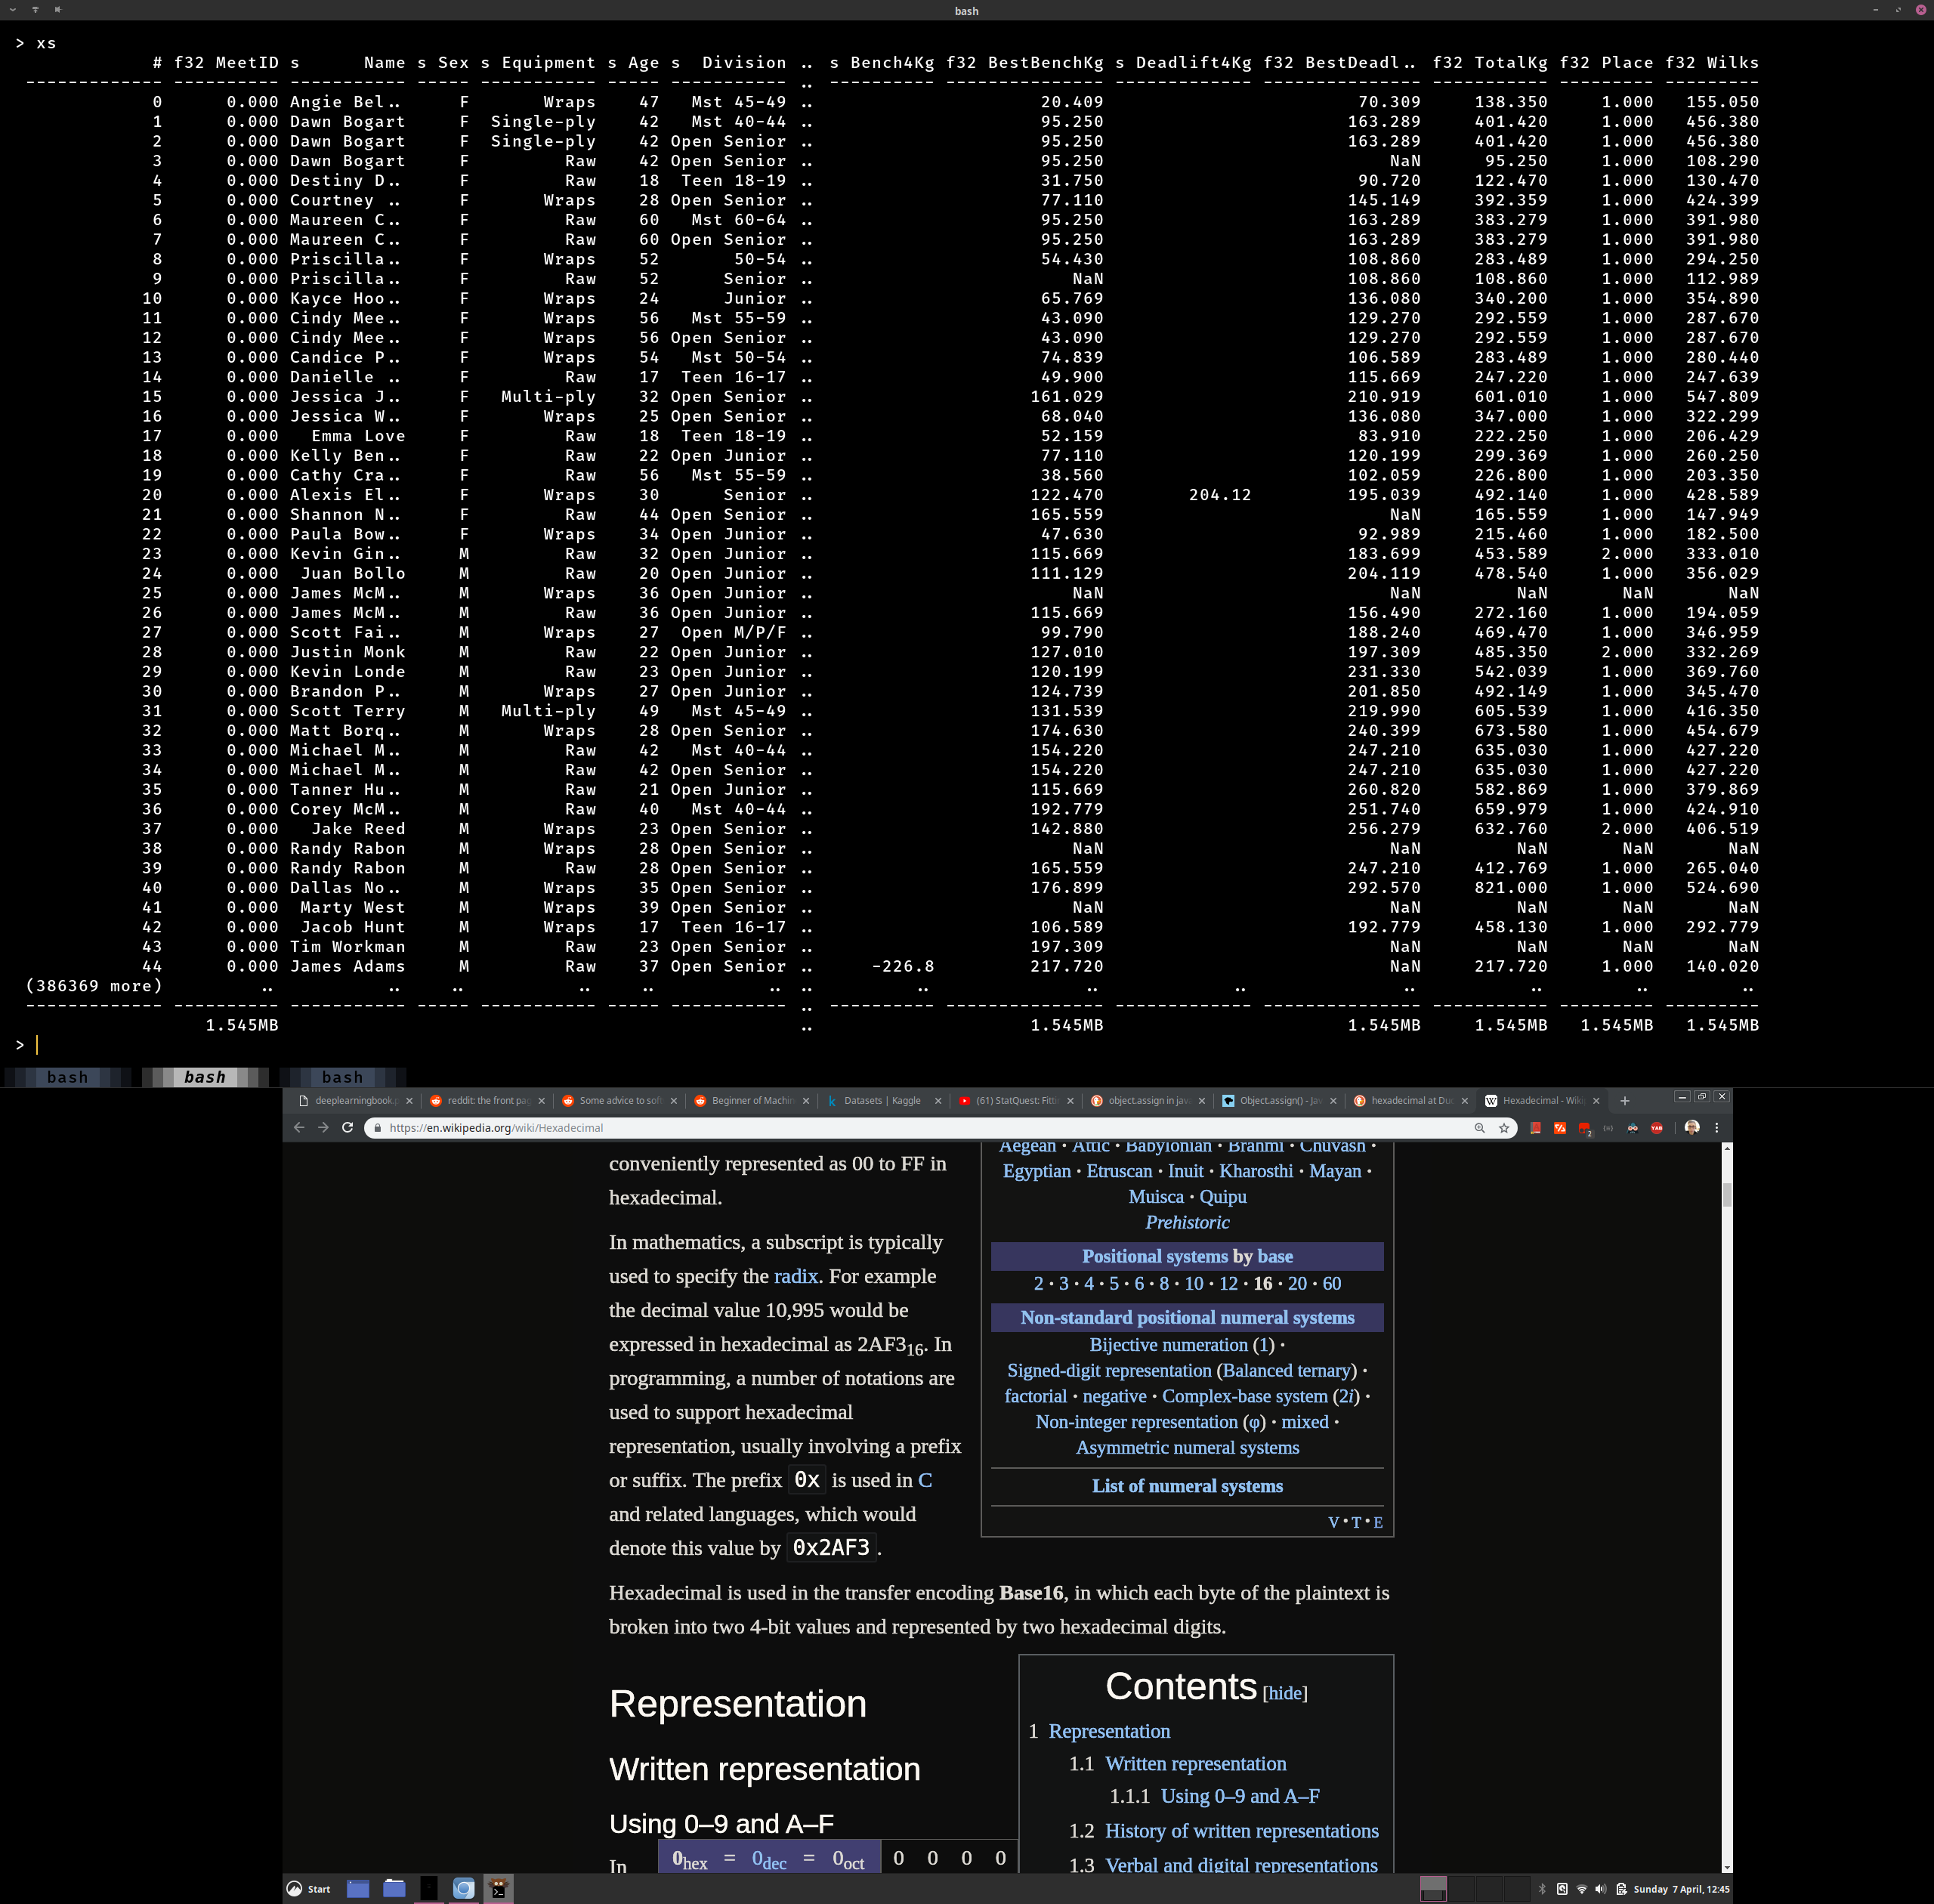 bash
> xs
# f32 MeetID s Name s Sex s Equipment s Age s Division .. s Bench4Kg f32 BestBenchKg s Deadlift4Kg f32 BestDeadl.. f32 TotalKg f32 Place f32 Wilks
------------- ---------- ----------- ----- ----------- ----- ----------- .. ---------- --------------- ------------- --------------- ----------- --------- ---------
0 0.000 Angie Bel.. F Wraps 47 Mst 45-49 .. 20.409 70.309 138.350 1.000 155.050
1 0.000 Dawn Bogart F Single-ply 42 Mst 40-44 .. 95.250 163.289 401.420 1.000 456.380
2 0.000 Dawn Bogart F Single-ply 42 Open Senior .. 95.250 163.289 401.420 1.000 456.380
3 0.000 Dawn Bogart F Raw 42 Open Senior .. 95.250 NaN 95.250 1.000 108.290
4 0.000 Destiny D.. F Raw 18 Teen 18-19 .. 31.750 90.720 122.470 1.000 130.470
5 0.000 Courtney .. F Wraps 28 Open Senior .. 77.110 145.149 392.359 1.000 424.399
6 0.000 Maureen C.. F Raw 60 Mst 60-64 .. 95.250 163.289 383.279 1.000 391.980
7 0.000 Maureen C.. F Raw 60 Open Senior .. 95.250 163.289 383.279 1.000 391.980
8 0.000 Priscilla.. F Wraps 52 50-54 .. 54.430 108.860 283.489 1.000 294.250
9 0.000 Priscilla.. F Raw 52 Senior .. NaN 108.860 108.860 1.000 112.989
10 0.000 Kayce Hoo.. F Wraps 24 Junior .. 65.769 136.080 340.200 1.000 354.890
11 0.000 Cindy Mee.. F Wraps 56 Mst 55-59 .. 43.090 129.270 292.559 1.000 287.670
12 0.000 Cindy Mee.. F Wraps 56 Open Senior .. 43.090 129.270 292.559 1.000 287.670
13 0.000 Candice P.. F Wraps 54 Mst 50-54 .. 74.839 106.589 283.489 1.000 280.440
14 0.000 Danielle .. F Raw 17 Teen 16-17 .. 49.900 115.669 247.220 1.000 247.639
15 0.000 Jessica J.. F Multi-ply 32 Open Senior .. 161.029 210.919 601.010 1.000 547.809
16 0.000 Jessica W.. F Wraps 25 Open Senior .. 68.040 136.080 347.000 1.000 322.299
17 0.000 Emma Love F Raw 18 Teen 18-19 .. 52.159 83.910 222.250 1.000 206.429
18 0.000 Kelly Ben.. F Raw 22 Open Junior .. 77.110 120.199 299.369 1.000 260.250
19 0.000 Cathy Cra.. F Raw 56 Mst 55-59 .. 38.560 102.059 226.800 1.000 203.350
20 0.000 Alexis El.. F Wraps 30 Senior .. 122.470 204.12 195.039 492.140 1.000 428.589
21 0.000 Shannon N.. F Raw 44 Open Senior .. 165.559 NaN 165.559 1.000 147.949
22 0.000 Paula Bow.. F Wraps 34 Open Junior .. 47.630 92.989 215.460 1.000 182.500
23 0.000 Kevin Gin.. M Raw 32 Open Junior .. 115.669 183.699 453.589 2.000 333.010
24 0.000 Juan Bollo M Raw 20 Open Junior .. 111.129 204.119 478.540 1.000 356.029
25 0.000 James McM.. M Wraps 36 Open Junior .. NaN NaN NaN NaN NaN
26 0.000 James McM.. M Raw 36 Open Junior .. 115.669 156.490 272.160 1.000 194.059
27 0.000 Scott Fai.. M Wraps 27 Open M/P/F .. 99.790 188.240 469.470 1.000 346.959
28 0.000 Justin Monk M Raw 22 Open Junior .. 127.010 197.309 485.350 2.000 332.269
29 0.000 Kevin Londe M Raw 23 Open Junior .. 120.199 231.330 542.039 1.000 369.760
30 0.000 Brandon P.. M Wraps 27 Open Junior .. 124.739 201.850 492.149 1.000 345.470
31 0.000 Scott Terry M Multi-ply 49 Mst 45-49 .. 131.539 219.990 605.539 1.000 416.350
32 0.000 Matt Borq.. M Wraps 28 Open Senior .. 174.630 240.399 673.580 1.000 454.679
33 0.000 Michael M.. M Raw 42 Mst 40-44 .. 154.220 247.210 635.030 1.000 427.220
34 0.000 Michael M.. M Raw 42 Open Senior .. 154.220 247.210 635.030 1.000 427.220
35 0.000 Tanner Hu.. M Raw 21 Open Junior .. 115.669 260.820 582.869 1.000 379.869
36 0.000 Corey McM.. M Raw 40 Mst 40-44 .. 192.779 251.740 659.979 1.000 424.910
37 0.000 Jake Reed M Wraps 23 Open Senior .. 142.880 256.279 632.760 2.000 406.519
38 0.000 Randy Rabon M Wraps 28 Open Senior .. NaN NaN NaN NaN NaN
39 0.000 Randy Rabon M Raw 28 Open Senior .. 165.559 247.210 412.769 1.000 265.040
40 0.000 Dallas No.. M Wraps 35 Open Senior .. 176.899 292.570 821.000 1.000 524.690
41 0.000 Marty West M Wraps 39 Open Senior .. NaN NaN NaN NaN NaN
42 0.000 Jacob Hunt M Wraps 17 Teen 16-17 .. 106.589 192.779 458.130 1.000 292.779
43 0.000 Tim Workman M Raw 23 Open Senior .. 197.309 NaN NaN NaN NaN
44 0.000 James Adams M Raw 37 Open Senior .. -226.8 217.720 NaN 217.720 1.000 140.020
(386369 more) .. .. .. .. .. .. .. .. .. .. .. .. .. ..
------------- ---------- ----------- ----- ----------- ----- ----------- .. ---------- --------------- ------------- --------------- ----------- --------- ---------
1.545MB .. 1.545MB 1.545MB 1.545MB 1.545MB 1.545MB
>
bash bash bash
deeplearningbook. reddit: the front pag Some advice to soft Beginner of Machin Datasets | Kaggle (61) StatQuest: Fitti object.assign in java Object.assign() - Jav hexadecimal at Duc Hexadecimal - Wiki
https://en.wikipedia.org/wiki/Hexadecimal
conveniently represented as 00 to FF in
hexadecimal.
In mathematics, a subscript is typically
used to specify the radix. For example
the decimal value 10,995 would be
expressed in hexadecimal as 2AF316. In
programming, a number of notations are
used to support hexadecimal
representation, usually involving a prefix
or suffix. The prefix 0x is used in C
and related languages, which would
denote this value by 0x2AF3.
Aegean · Attic · Babylonian · Brahmi · Chuvash ·
Egyptian · Etruscan · Inuit · Kharosthi · Mayan ·
Muisca · Quipu
Prehistoric
Positional systems by base
2 · 3 · 4 · 5 · 6 · 8 · 10 · 12 · 16 · 20 · 60
Non-standard positional numeral systems
Bijective numeration (1) ·
Signed-digit representation (Balanced ternary) ·
factorial · negative · Complex-base system (2i) ·
Non-integer representation (φ) · mixed ·
Asymmetric numeral systems
List of numeral systems
V · T · E
Hexadecimal is used in the transfer encoding Base16, in which each byte of the plaintext is
broken into two 4-bit values and represented by two hexadecimal digits.
Representation
Written representation
Using 0–9 and A–F
In
0hex = 0dec = 0oct 0 0 0 0
Contents [hide]
1 Representation
1.1 Written representation
1.1.1 Using 0–9 and A–F
1.2 History of written representations
1.3 Verbal and digital representations
Start
Sunday 7 April, 12:45